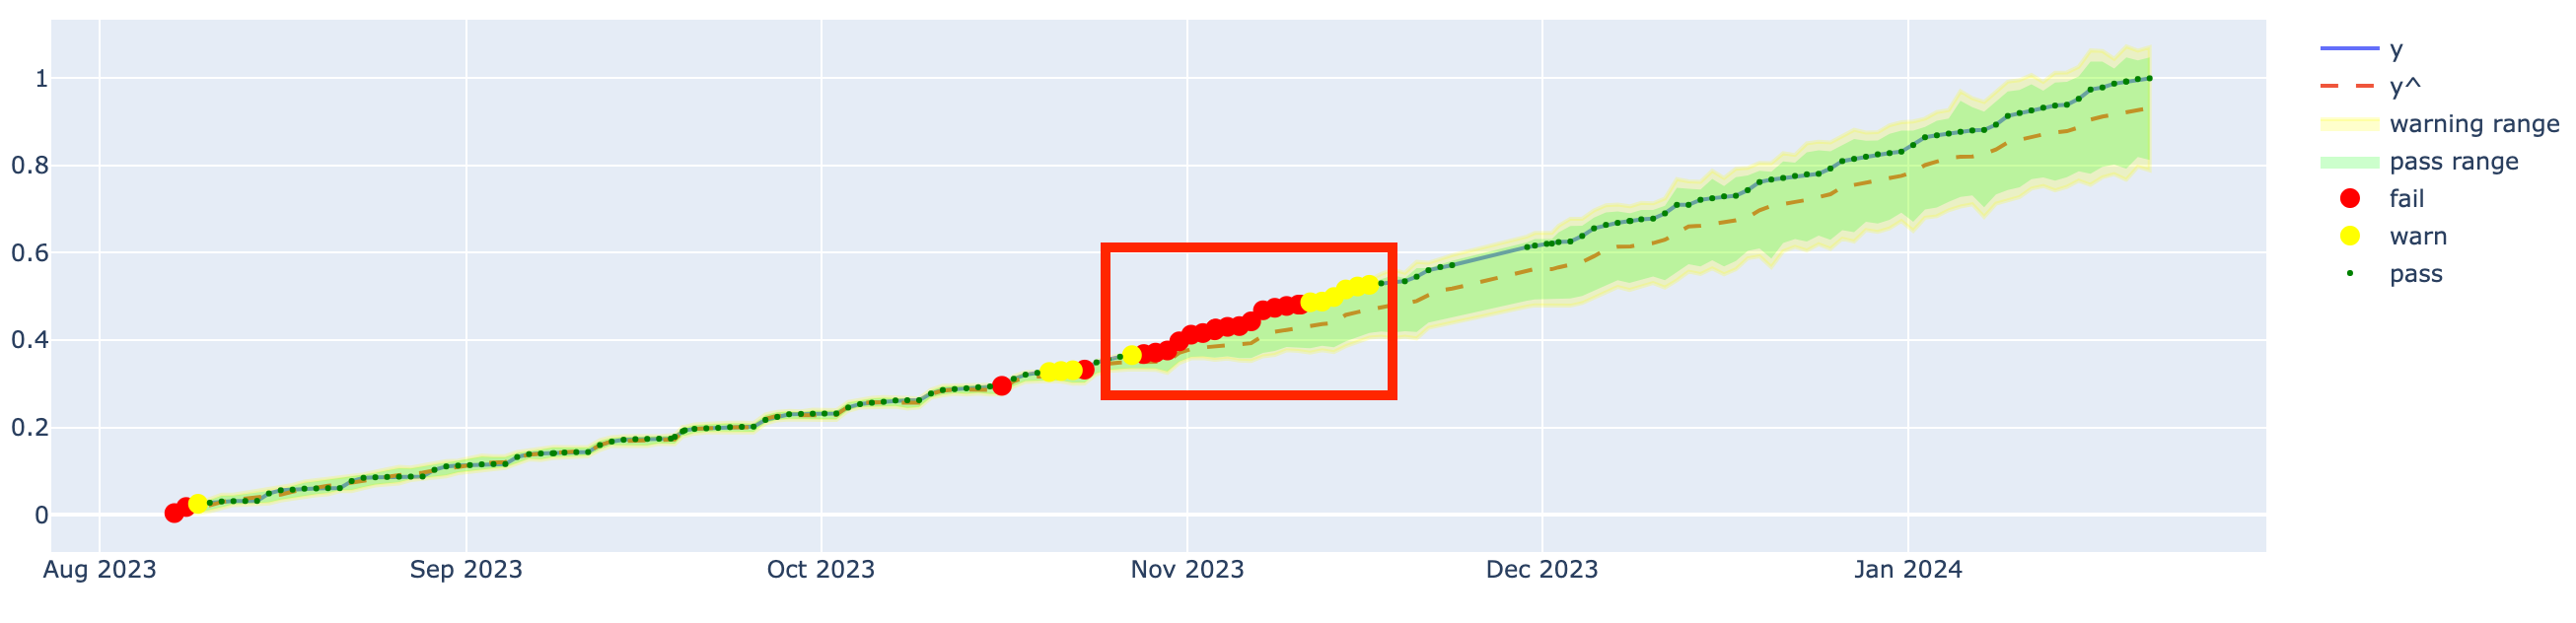 1
0.8
0.6
0.4
0.2
0
Aug 2023 Sep 2023 Oct 2023 Nov 2023 Dec 2023 Jan 2024
y
y^
warning range
pass range
fail
warn
pass